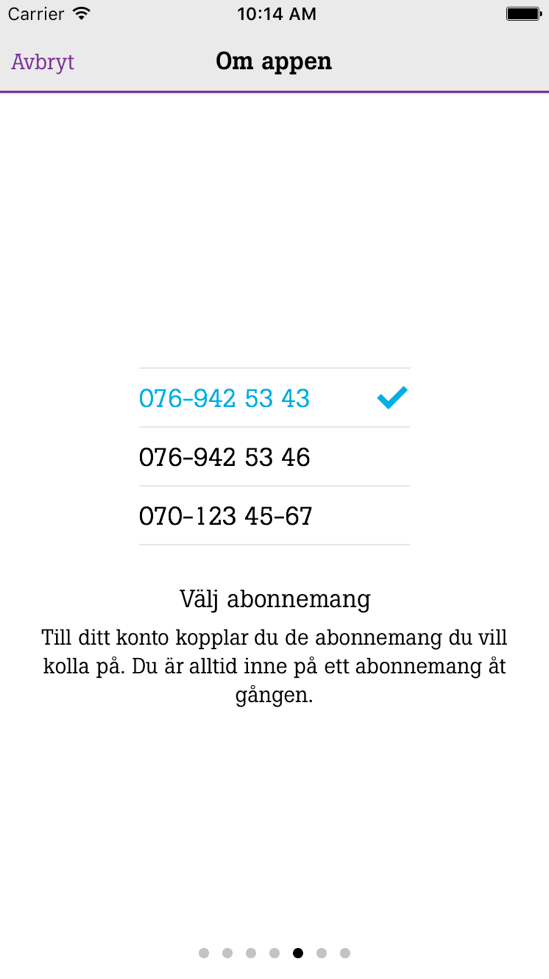 Carrier 10:14 AM
Avbryt Om appen
076-942 53 43
076-942 53 46
070-123 45-67
Välj abonnemang
Till ditt konto kopplar du de abonnemang du vill
kolla på. Du är alltid inne på ett abonnemang åt
gången.